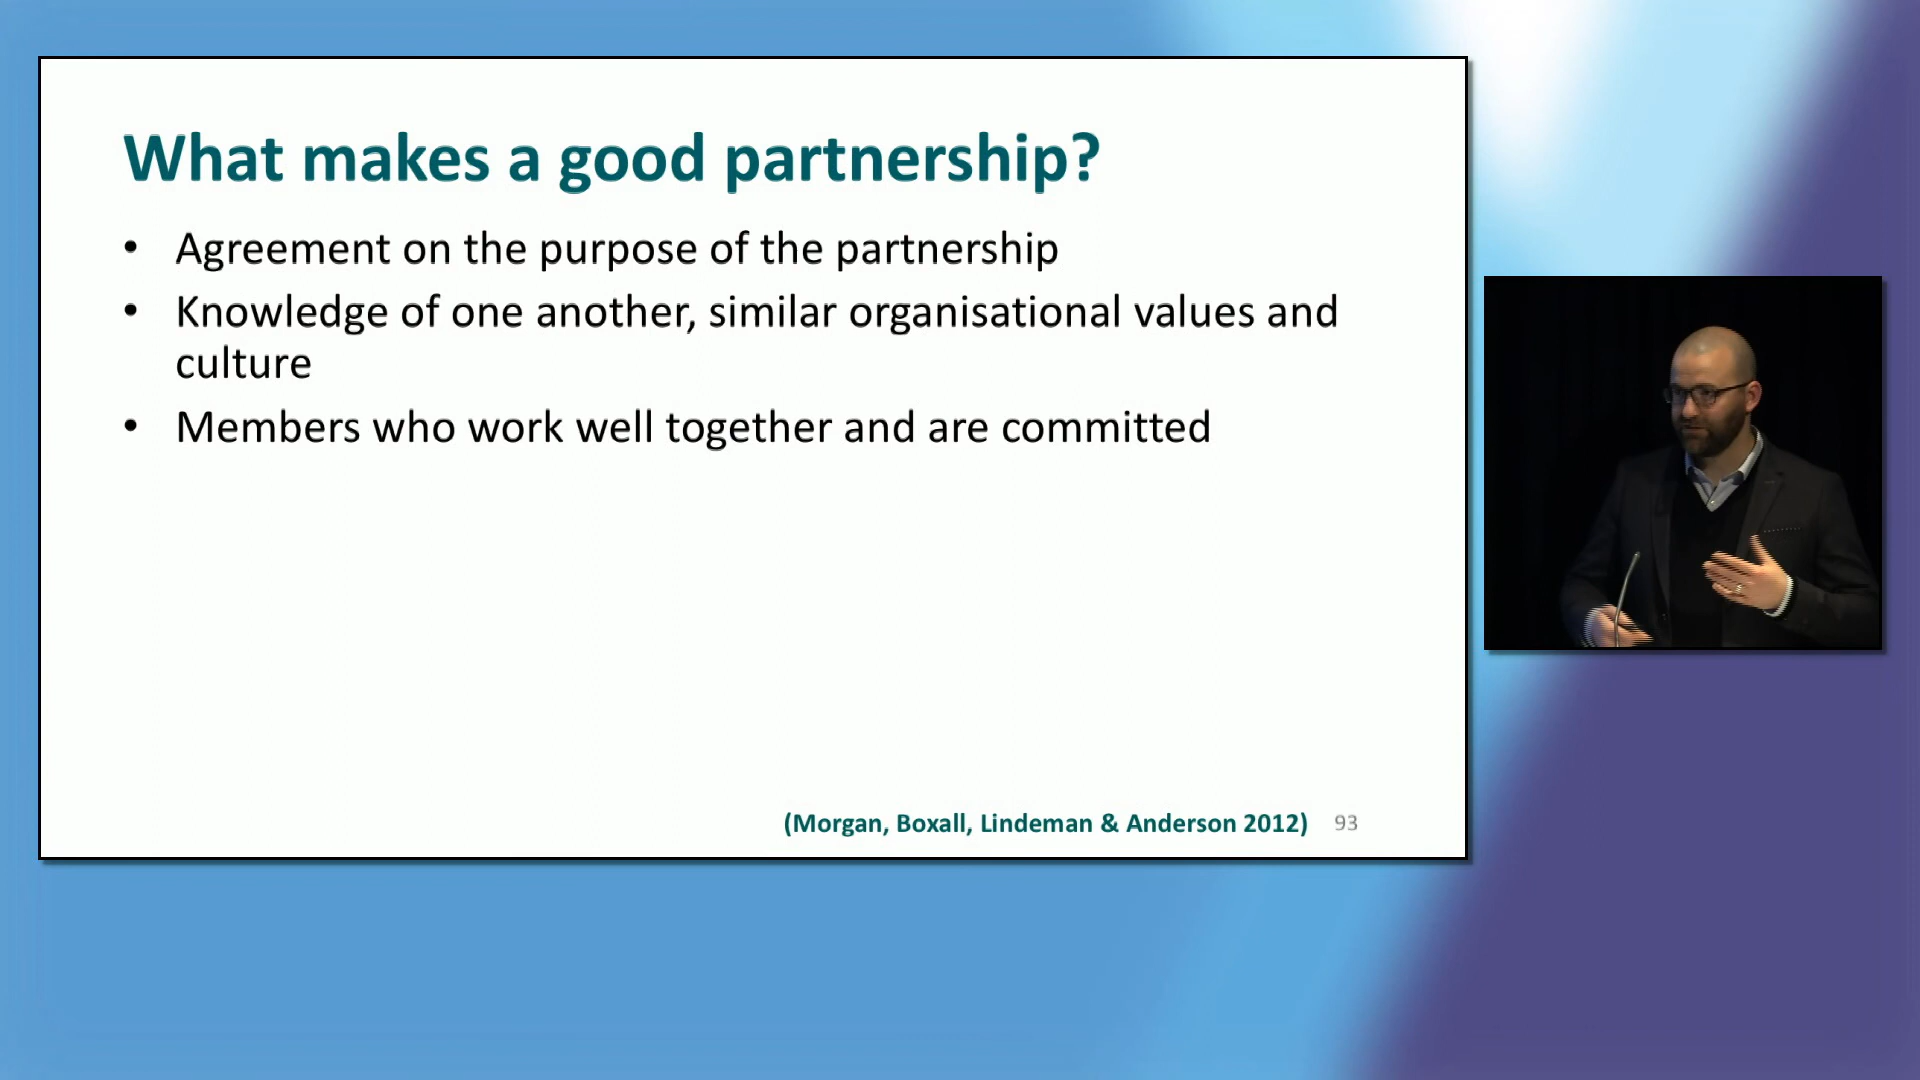 What makes a good partnership?
• Agreement on the purpose of the partnership
• Knowledge of one another, similar organisational values and
culture
• Members who work well together and are committed
(Morgan, Boxall, Lindeman & Anderson 2012) 93